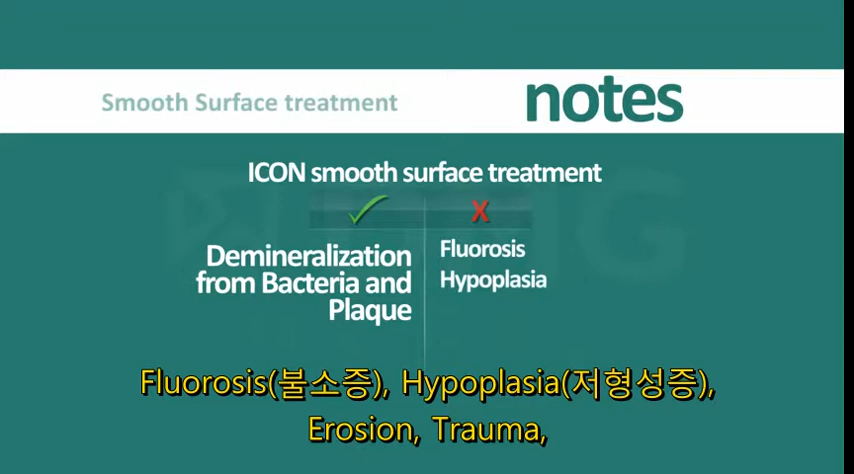 Smooth Surface treatment
notes
ICON smooth surface treatment
Demineralization
from Bacteria and
Plaque
Fluorosis
Hypoplasia
Fluorosis(불소증), Hypoplasia(저형성증),
Erosion, Trauma,